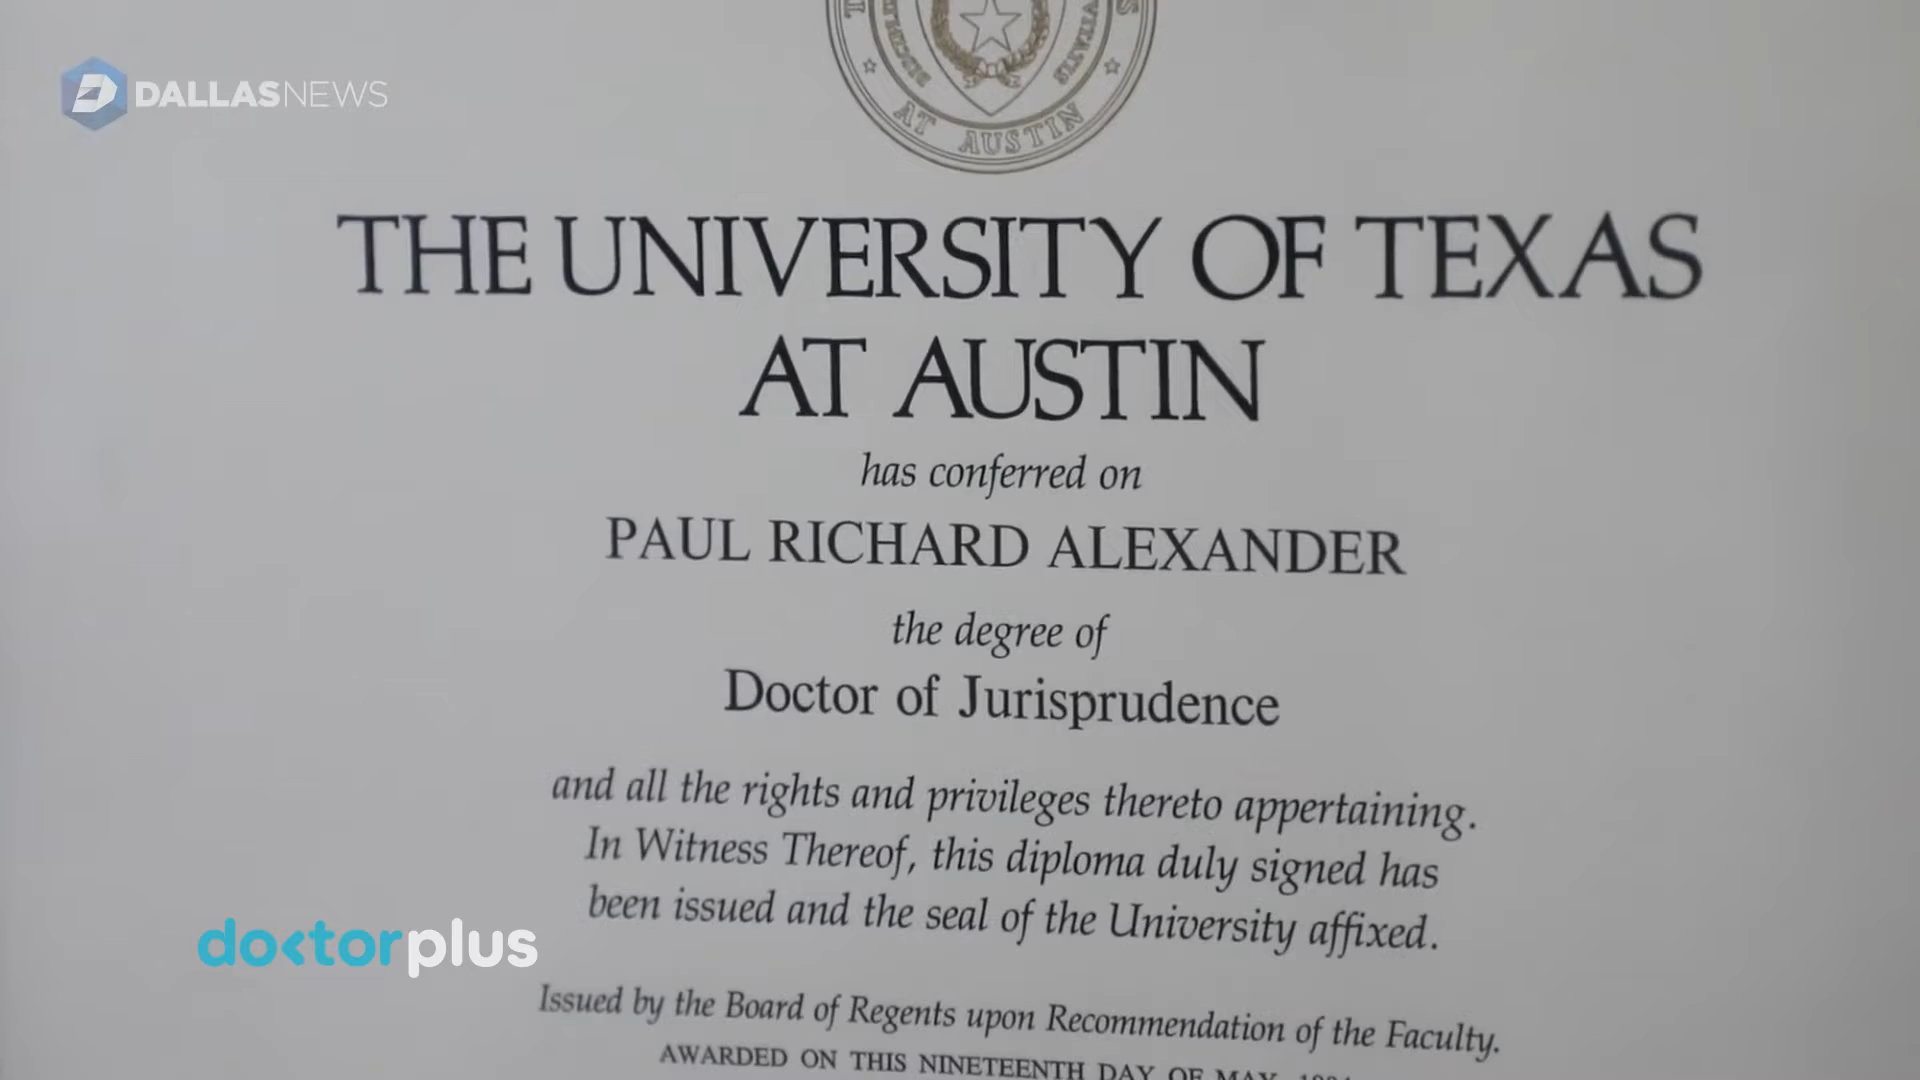 DALLASNEWS
AT AUSTIN
THE UNIVERSITY OF TEXAS
AT AUSTIN
has conferred on
PAUL RICHARD ALEXANDER
the degree of
Doctor of Jurisprudence
and all the rights and privileges thereto appertaining.
In Witness Thereof, this diploma duly signed has
been issued and the seal of the University affixed.
doctorplus
Issued by the Board of Regents upon Recommendation of the Faculty.
AWARDED ON THIS NINETEENTH DAY OF MAY,